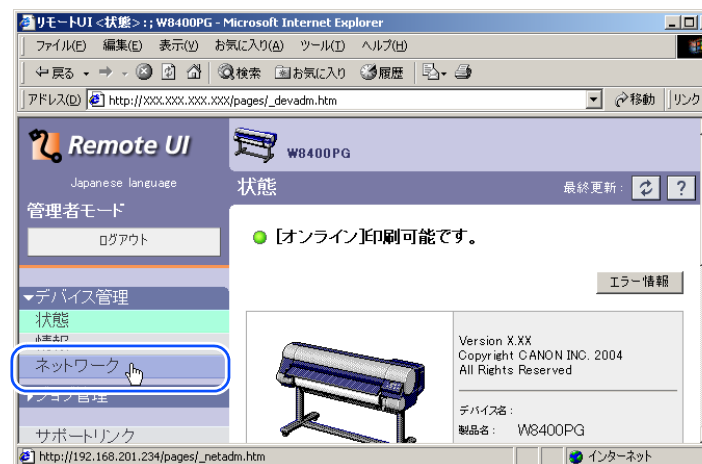 リモートUI <状態> : ; W8400PG - Microsoft Internet Explorer
ファイル(F) 編集(E) 表示(V) お気に入り(A) ツール(T) ヘルプ(H)
戻る 検索 お気に入り 履歴
アドレス(D) http://XXX.XXX.XXX.XXX/pages/_devadm.htm 移動 リンク
Remote UI
W8400PG
Japanese language
状態
最終更新 :
?
管理者モード
ログアウト
[オンライン]印刷可能です。
エラー情報
▼デバイス管理
状態
情報
ネットワーク
ジョブ管理
サポートリンク
Version X.XX
Copyright CANON INC. 2004
All Rights Reserved
デバイス名 :
製品名 : W8400PG
http://192.168.201.234/pages/_netadm.htm インターネット